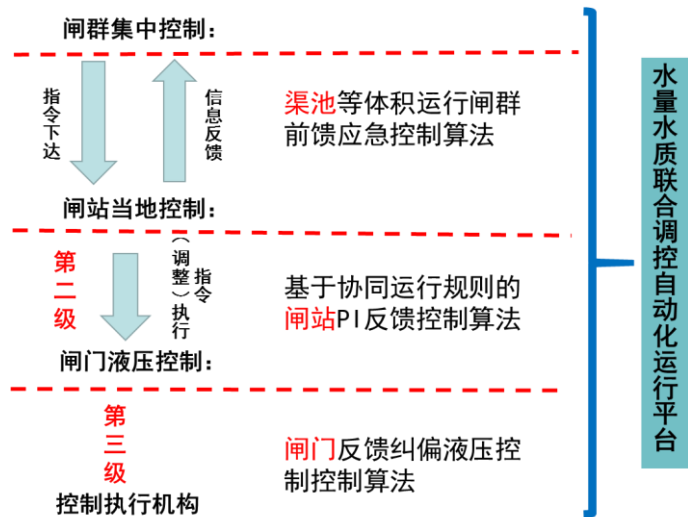 闸群集中控制：
指令下达
信息反馈
渠池等体积运行闸群
前馈应急控制算法
闸站当地控制：
第二级
指令
（调整）执行
基于协同运行规则的
闸站PI反馈控制算法
闸门液压控制：
第三级
闸门反馈纠偏液压控
制控制算法
控制执行机构
水量水质联合调控自动化运行平台